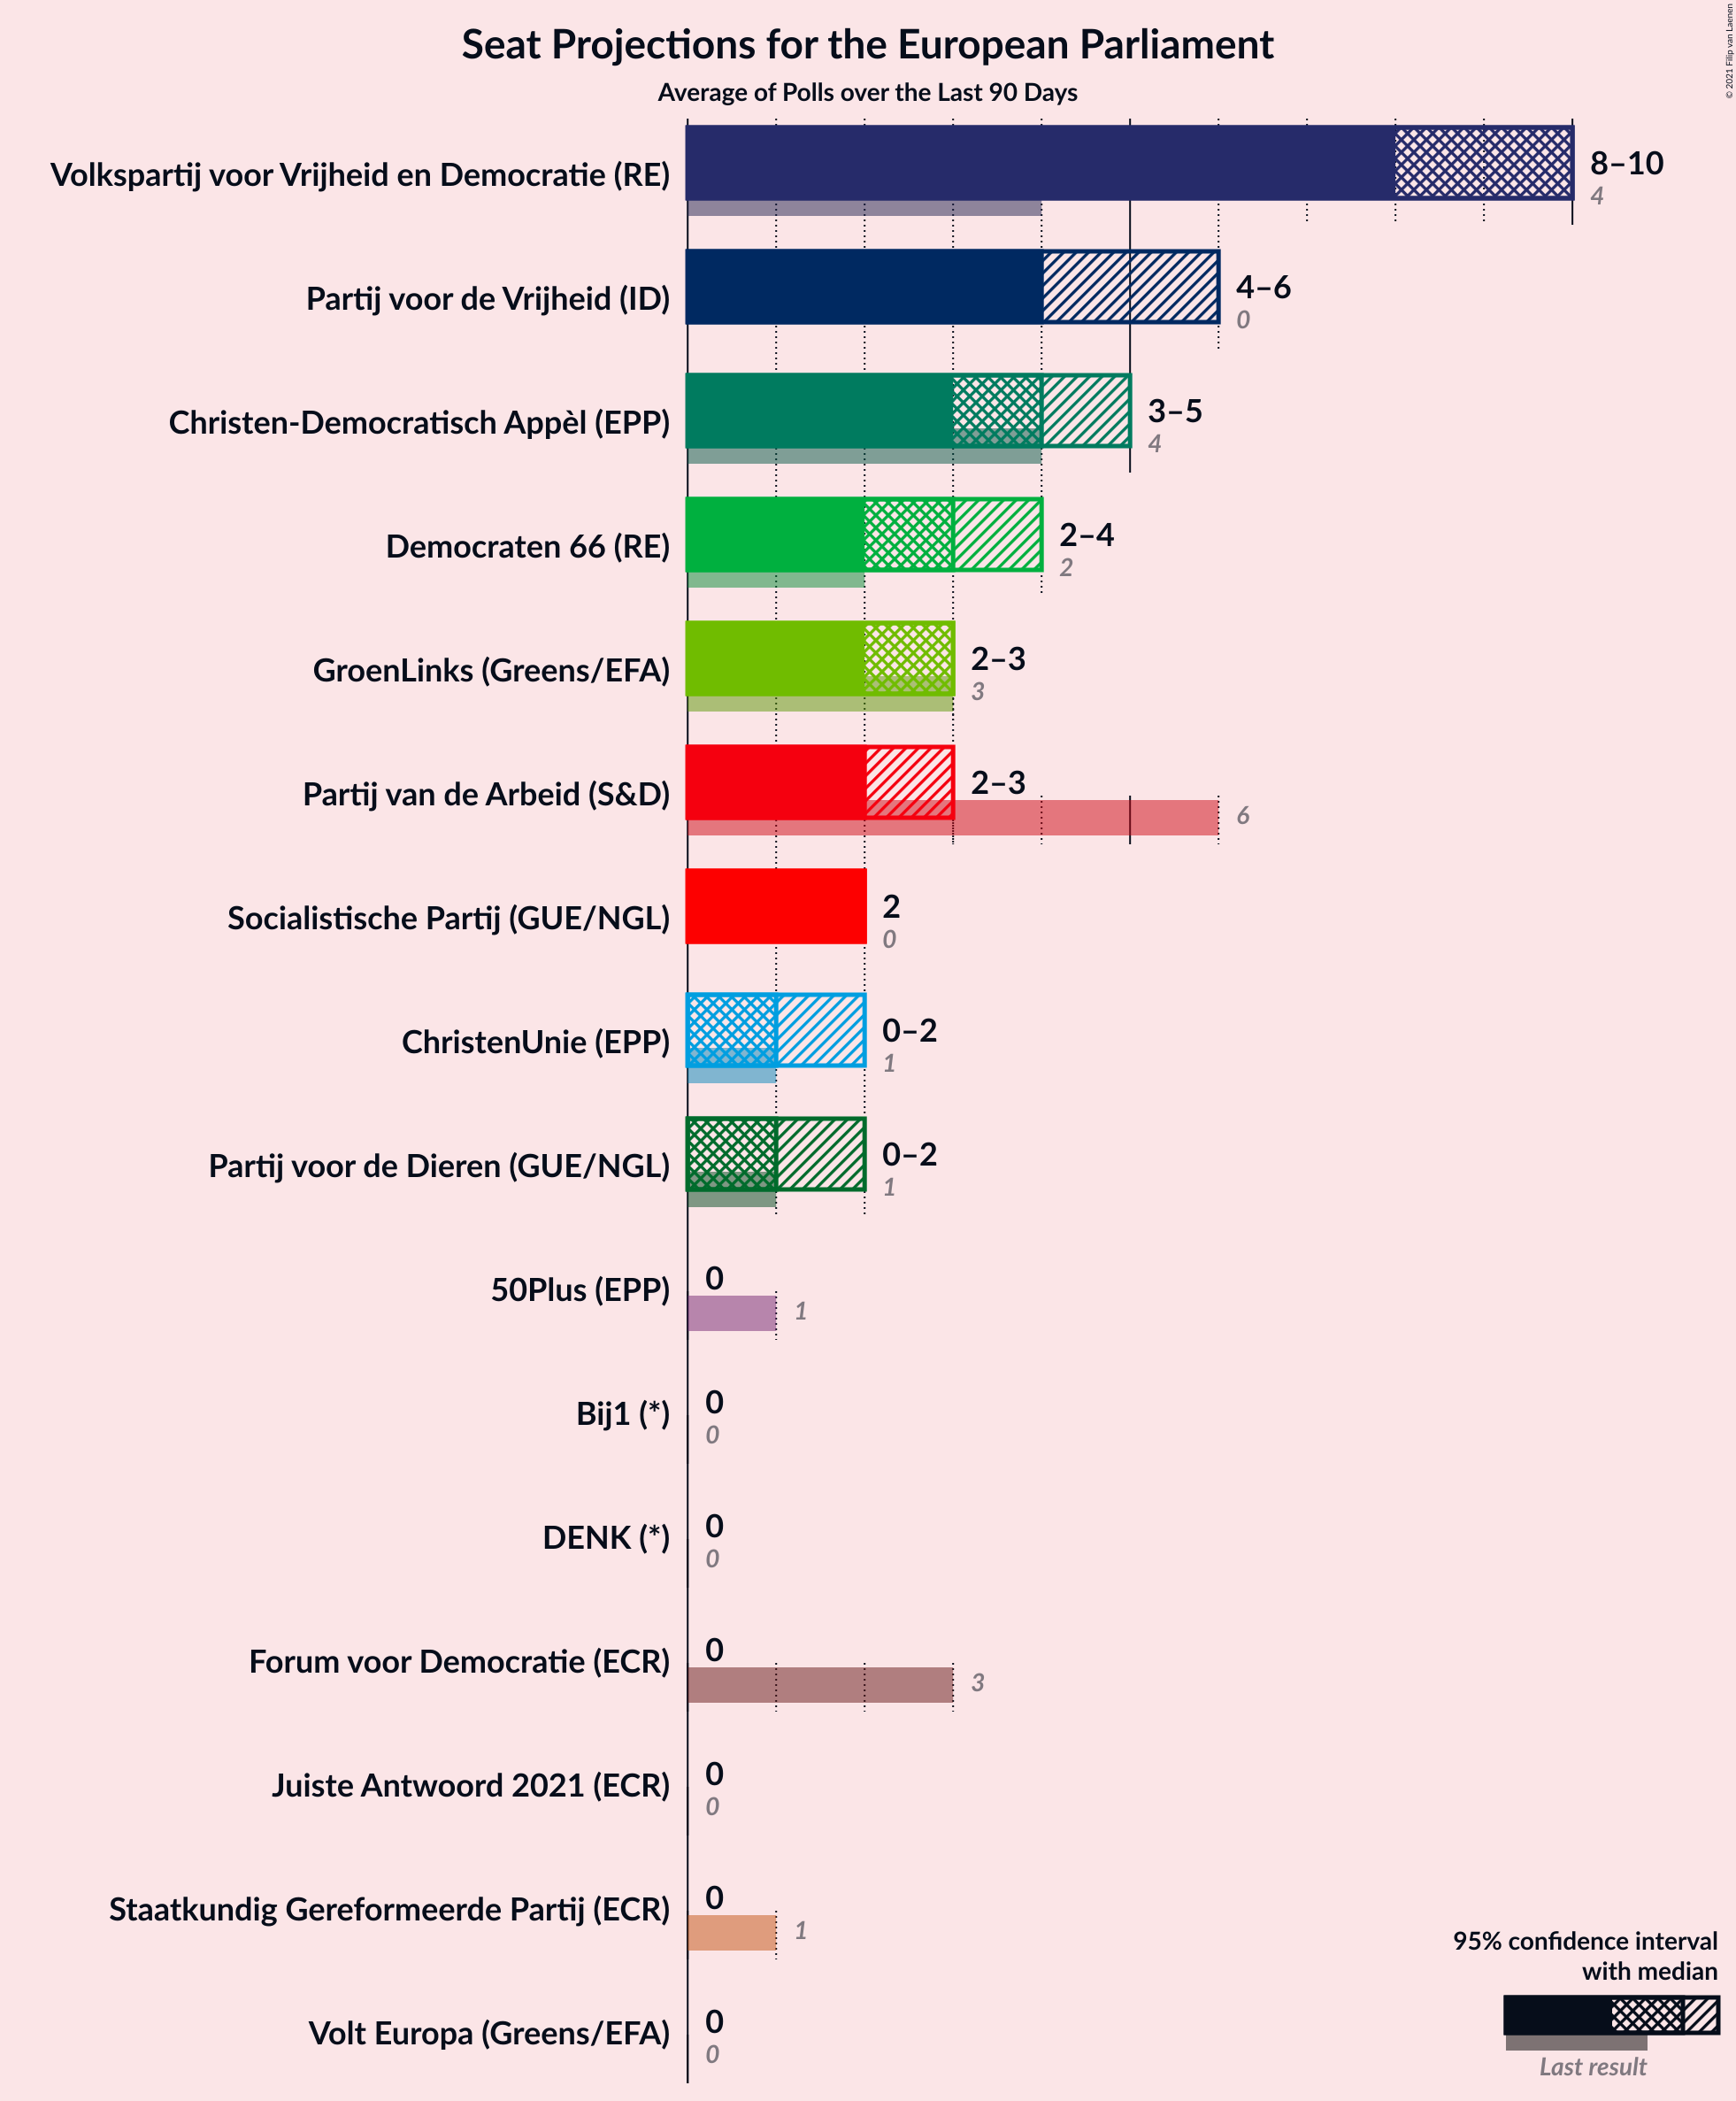 Seat Projections for the European Parliament
Average of Polls over the Last 90 Days
© 2021 Filip van Laenen
Volkspartij voor Vrijheid en Democratie (RE)
8–10
4
Partij voor de Vrijheid (ID)
4–6
0
Christen-Democratisch Appèl (EPP)
3–5
4
Democraten 66 (RE)
2–4
2
GroenLinks (Greens/EFA)
2–3
3
Partij van de Arbeid (S&D)
2–3
6
Socialistische Partij (GUE/NGL)
2
0
ChristenUnie (EPP)
0–2
1
Partij voor de Dieren (GUE/NGL)
0–2
1
50Plus (EPP)
0
1
Bij1 (*)
0
0
DENK (*)
0
0
Forum voor Democratie (ECR)
0
3
Juiste Antwoord 2021 (ECR)
0
0
Staatkundig Gereformeerde Partij (ECR)
0
1
Volt Europa (Greens/EFA)
0
0
95% confidence interval
with median
Last result